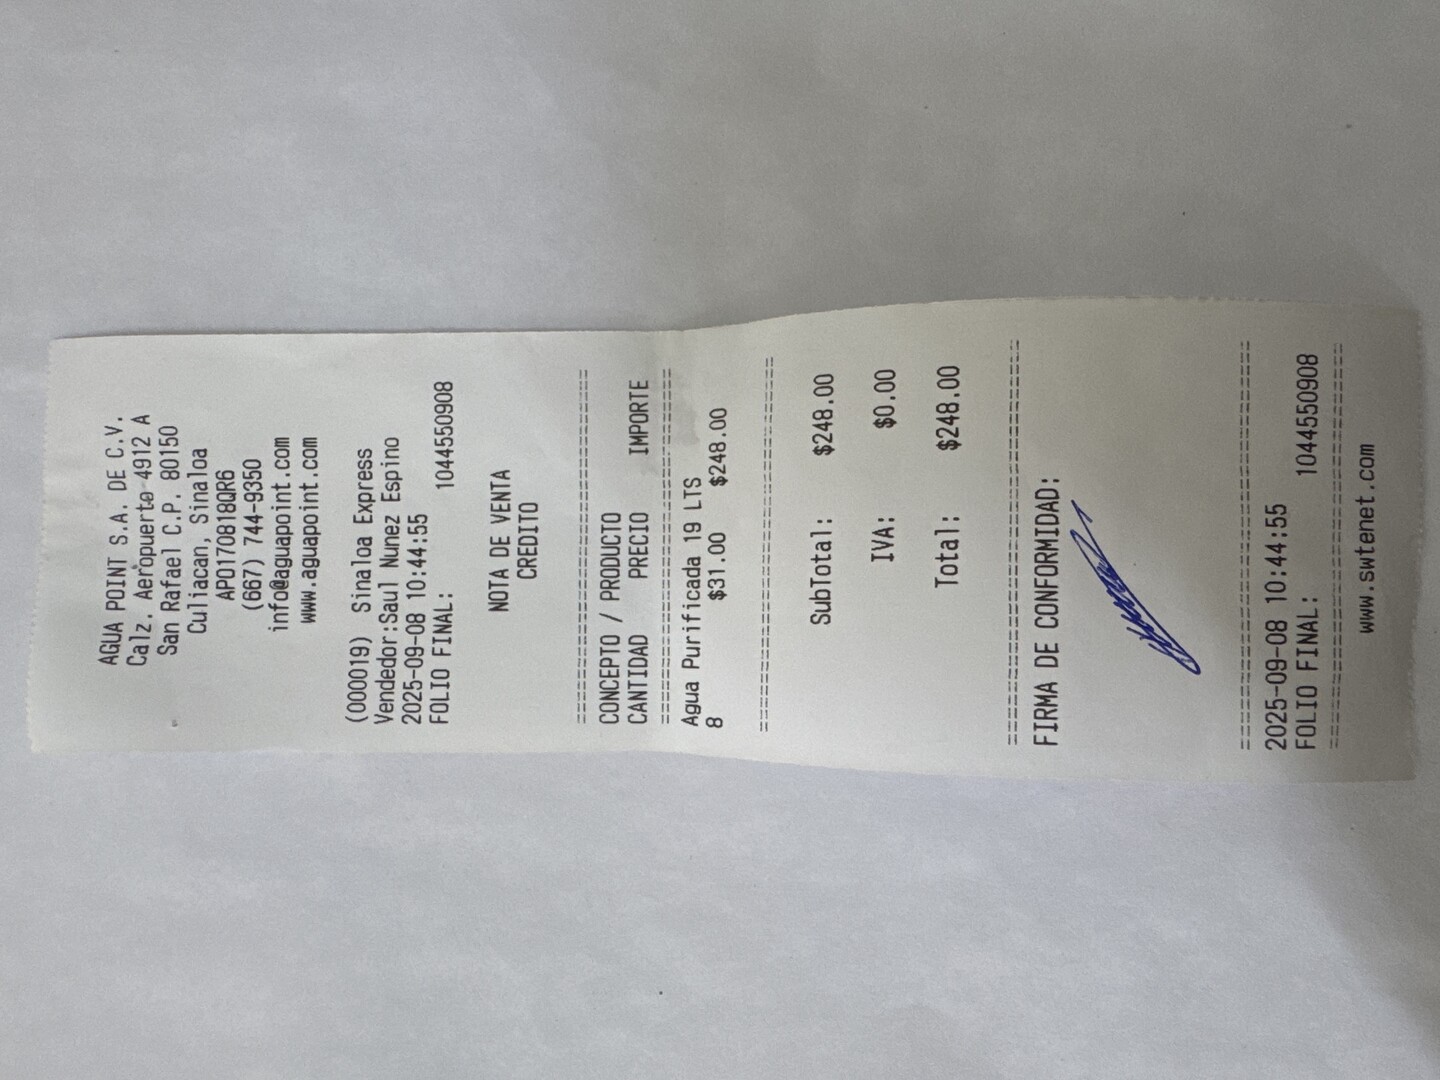 AGUA POINT S.A. DE C.V.
Calz. Aeropuerto 4912 A
San Rafael C.P. 80150
Culiacan, Sinaloa
APO170818QR6
(667) 744-9350
info@aguapoint.com
www.aguapoint.com
(000019) Sinaloa Express
Vendedor:Saul Nunez Espino
2025-09-08 10:44:55
FOLIO FINAL: 1044550908
NOTA DE VENTA
CREDITO
CONCEPTO / PRODUCTO
CANTIDAD PRECIO IMPORTE
Agua Purificada 19 LTS
8 $31.00 $248.00
SubTotal: $248.00
IVA: $0.00
Total: $248.00
FIRMA DE CONFORMIDAD:
2025-09-08 10:44:55
FOLIO FINAL: 1044550908
www.swtenet.com